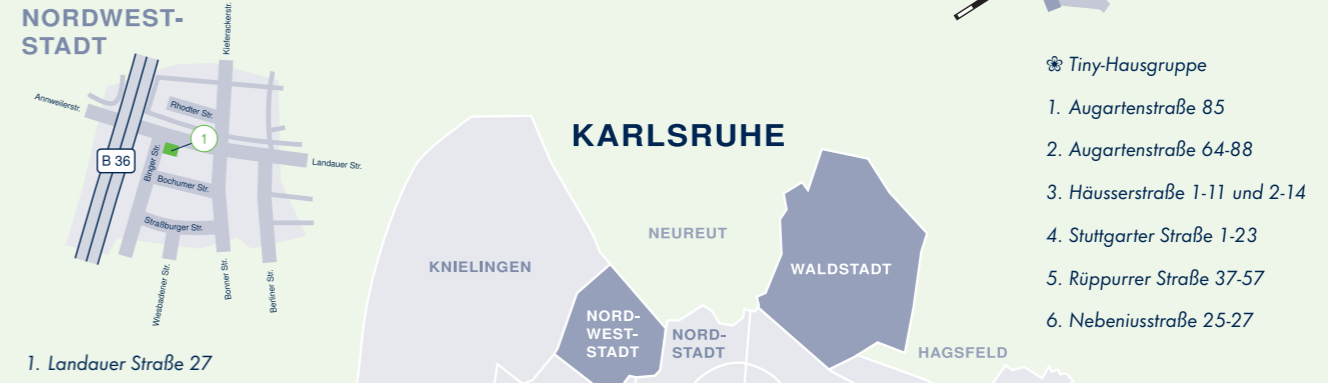 NORDWEST-
STADT
Kieferackerstr.
Annweilerstr.
Rhodter Str.
1
B 36
Landauer Str.
Binger Str.
Bochumer Str.
Straßburger Str.
Wiesbadener Str.
Bonner Str.
Berliner Str.
1. Landauer Straße 27
KARLSRUHE
NEUREUT
KNIELINGEN
WALDSTADT
NORD-
WEST-
STADT
NORD-
STADT
HAGSFELD
❀ Tiny-Hausgruppe
1. Augartenstraße 85
2. Augartenstraße 64-88
3. Häusserstraße 1-11 und 2-14
4. Stuttgarter Straße 1-23
5. Rüppurrer Straße 37-57
6. Nebeniusstraße 25-27